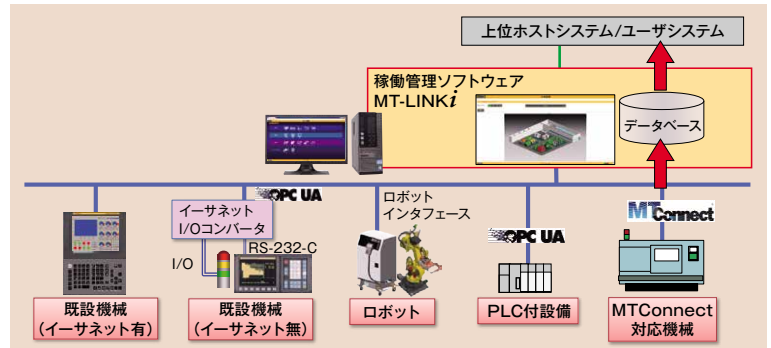 上位ホストシステム/ユーザシステム
稼働管理ソフトウェア
MT-LINKi
データベース
OPC UA
イーサネット
I/Oコンバータ
RS-232-C
I/O
ロボット
インタフェース
OPC UA
MTConnect
既設機械
（イーサネット有）
既設機械
（イーサネット無）
ロボット
PLC付設備
MTConnect
対応機械